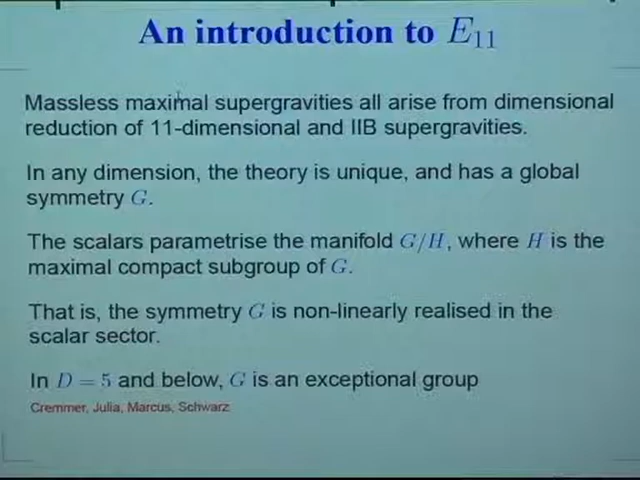 An introduction to E11
Massless maximal supergravities all arise from dimensional
reduction of 11-dimensional and IIB supergravities.
In any dimension, the theory is unique, and has a global
symmetry G.
The scalars parametrise the manifold G/H, where H is the
maximal compact subgroup of G.
That is, the symmetry G is non-linearly realised in the
scalar sector.
In D = 5 and below, G is an exceptional group
Cremmer, Julia, Marcus, Schwarz